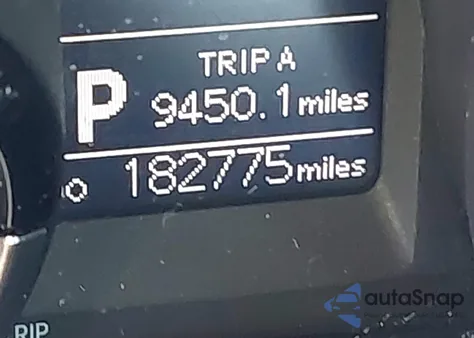 TRIP A
P
9450.1 miles
182775 miles
autoSnap
RIP